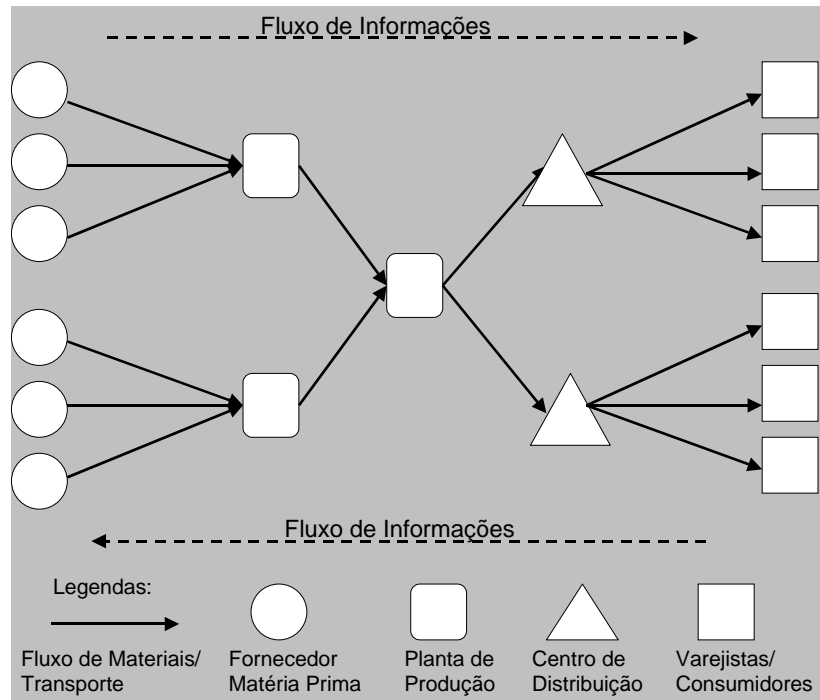 Fluxo de Informações
Fluxo de Informações
Legendas:
Fluxo de Materiais/
Transporte
Fornecedor
Matéria Prima
Planta de
Produção
Centro de
Distribuição
Varejistas/
Consumidores